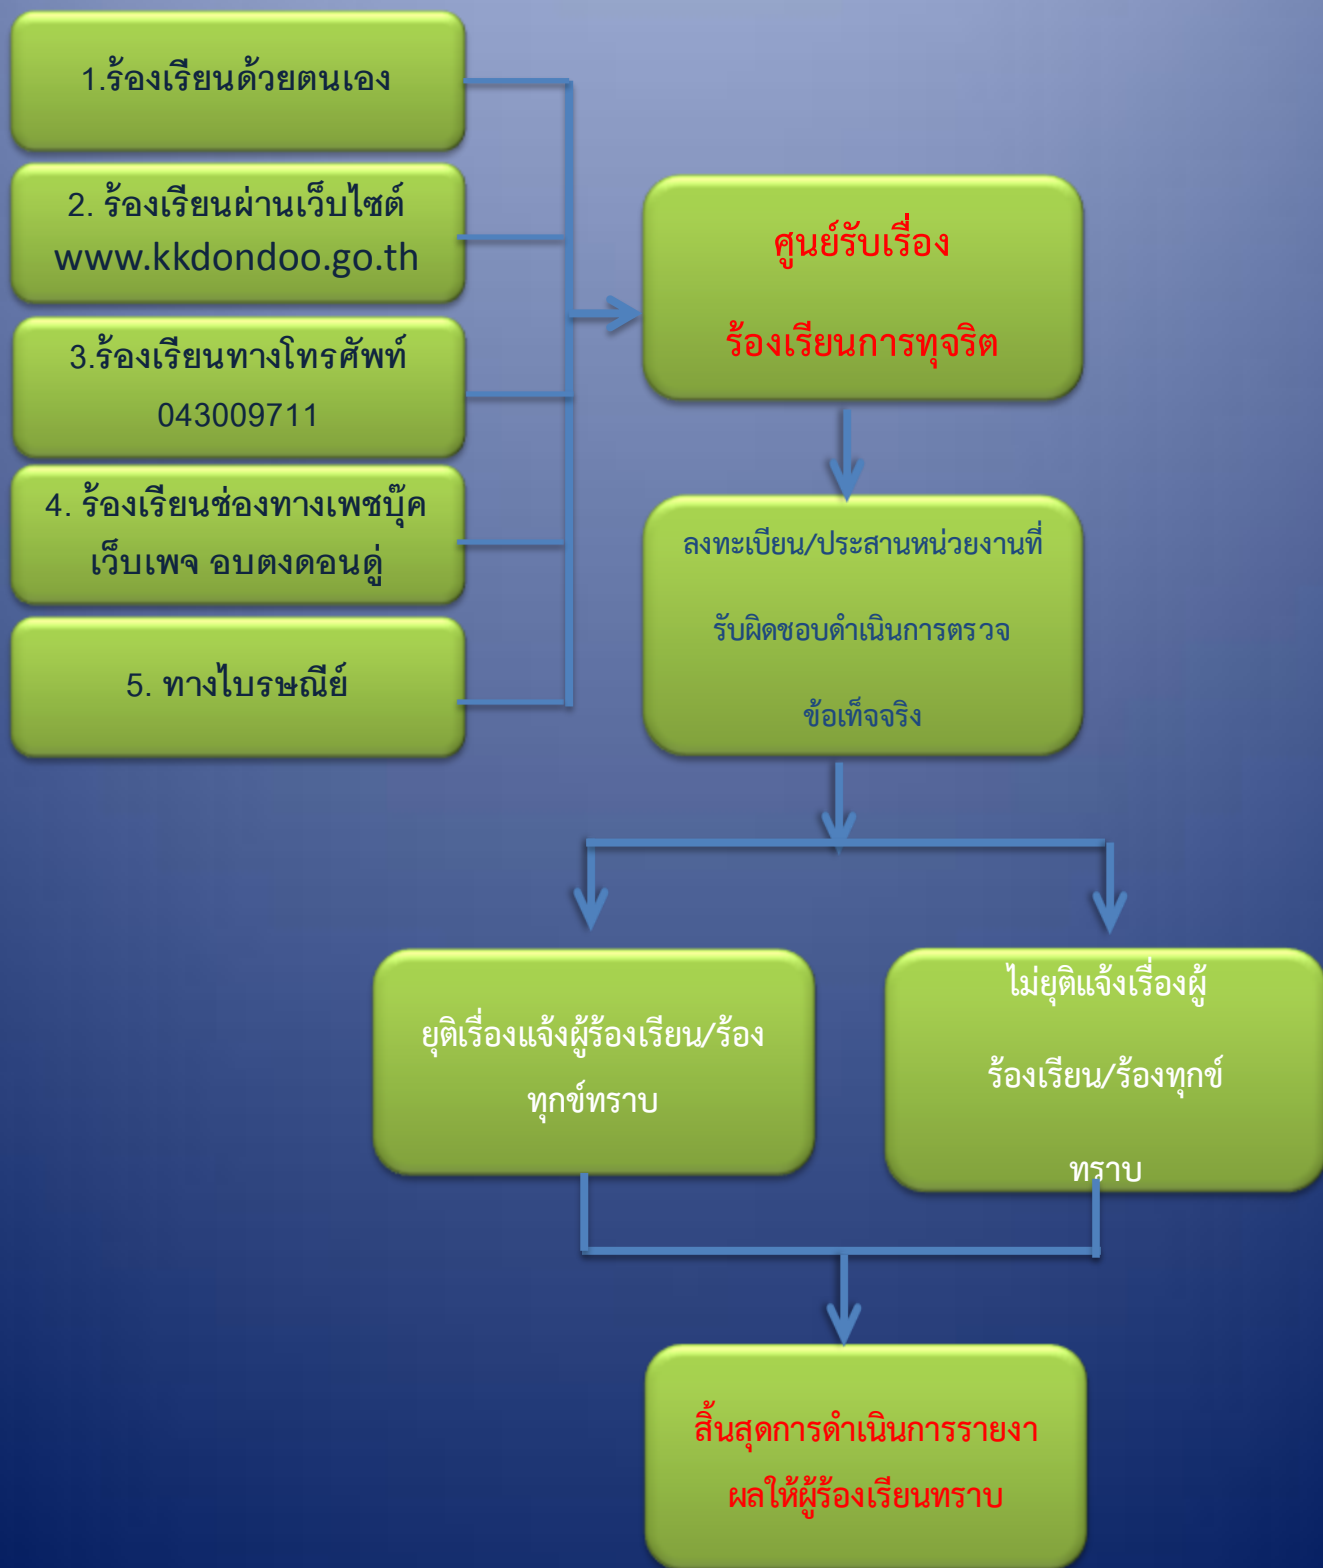 1.ร้องเรียนด้วยตนเอง
2. ร้องเรียนผ่านเว็บไซต์
www.kkdondoo.go.th
3.ร้องเรียนทางโทรศัพท์
043009711
4. ร้องเรียนช่องทางเพชบุ๊ค
เว็บเพจ อบตงดอนดู่
5. ทางไบรษณีย์
ศูนย์รับเรื่อง
ร้องเรียนการทุจริต
ลงทะเบียน/ประสานหน่วยงานที่
รับผิดชอบดำเนินการตรวจ
ข้อเท็จจริง
ยุติเรื่องแจ้งผู้ร้องเรียน/ร้อง
ทุกข์ทราบ
ไม่ยุติแจ้งเรื่องผู้
ร้องเรียน/ร้องทุกข์
ทราบ
สิ้นสุดการดำเนินการรายงา
ผลให้ผู้ร้องเรียนทราบ